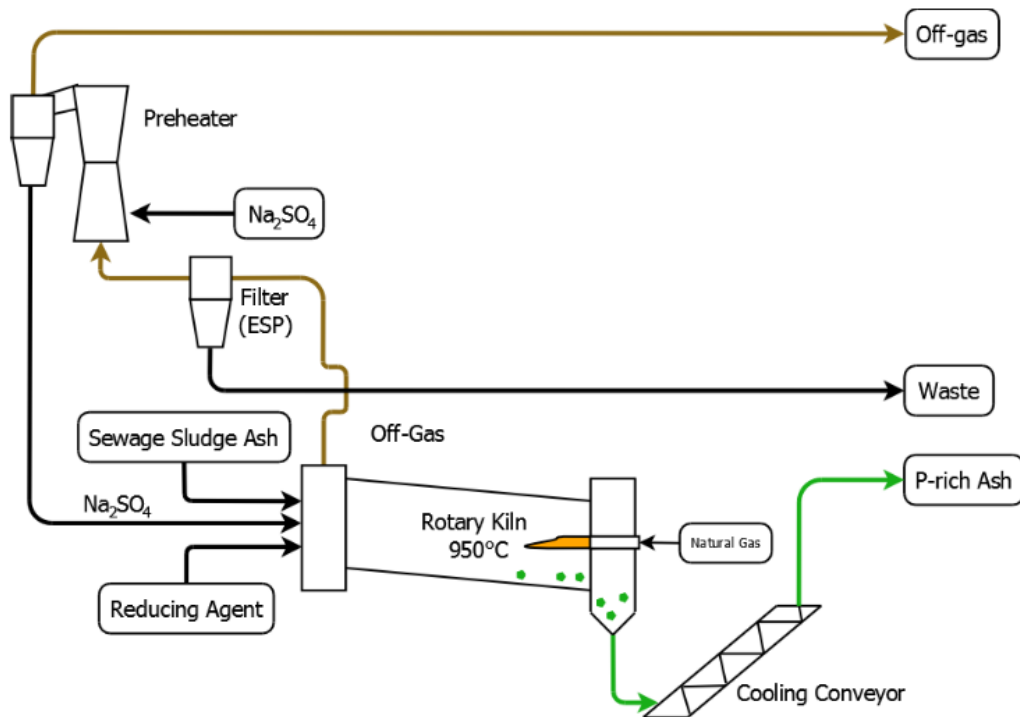 Off-gas
Preheater
Na₂SO₄
Filter
(ESP)
Waste
Off-Gas
Sewage Sludge Ash
P-rich Ash
Na₂SO₄
Rotary Kiln
950°C
Natural Gas
Reducing Agent
Cooling Conveyor